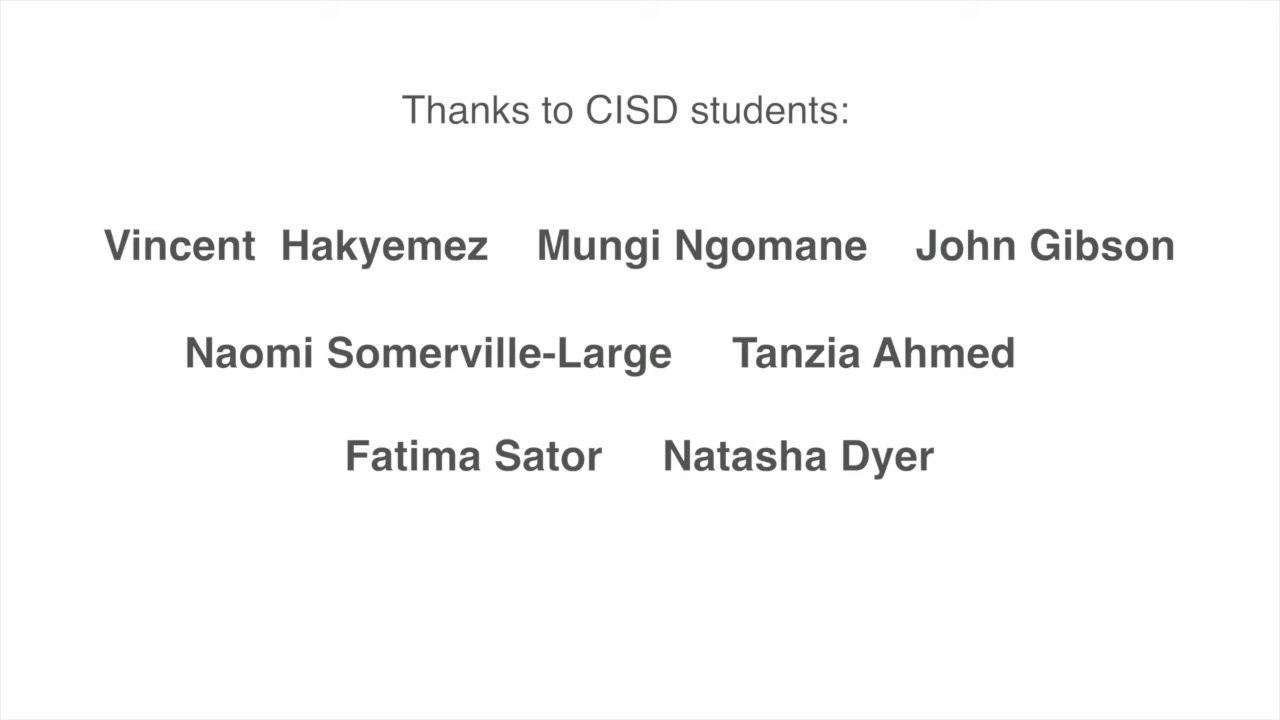 Thanks to CISD students:
Vincent Hakyemez Mungi Ngomane John Gibson
Naomi Somerville-Large Tanzia Ahmed
Fatima Sator Natasha Dyer